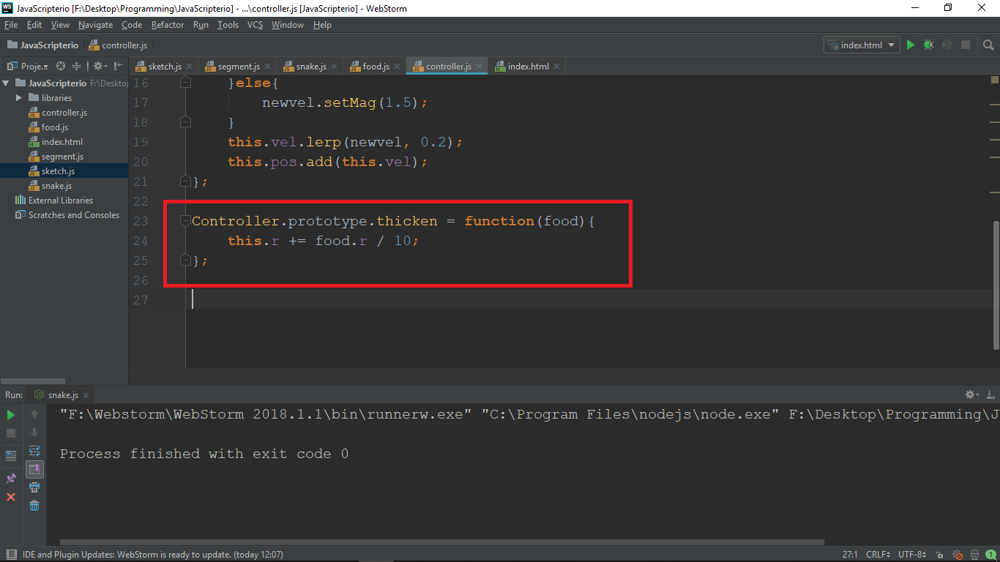 JavaScripterio [F:\Desktop\Programming\JavaScripterio] - ...\controller.js [JavaScripterio] - WebStorm
File Edit View Navigate Code Refactor Run Tools VCS Window Help
JavaScripterio controller.js index.html
Proje.. sketch.js segment.js snake.js food.js controller.js index.html
JavaScripterio F:\Deskto
libraries
controller.js
food.js
index.html
segment.js
sketch.js
snake.js
External Libraries
Scratches and Consoles
16 }else{
17 newvel.setMag(1.5);
18 }
19 this.vel.lerp(newvel, 0.2);
20 this.pos.add(this.vel);
21 };
22
23 Controller.prototype.thicken = function(food){
24 this.r += food.r / 10;
25 };
26
27
Run: snake.js
"F:\Webstorm\WebStorm 2018.1.1\bin\runnerw.exe" "C:\Program Files\nodejs\node.exe" F:\Desktop\Programming\J
Process finished with exit code 0
IDE and Plugin Updates: WebStorm is ready to update. (today 12:07) 27:1 CRLF UTF-8 1